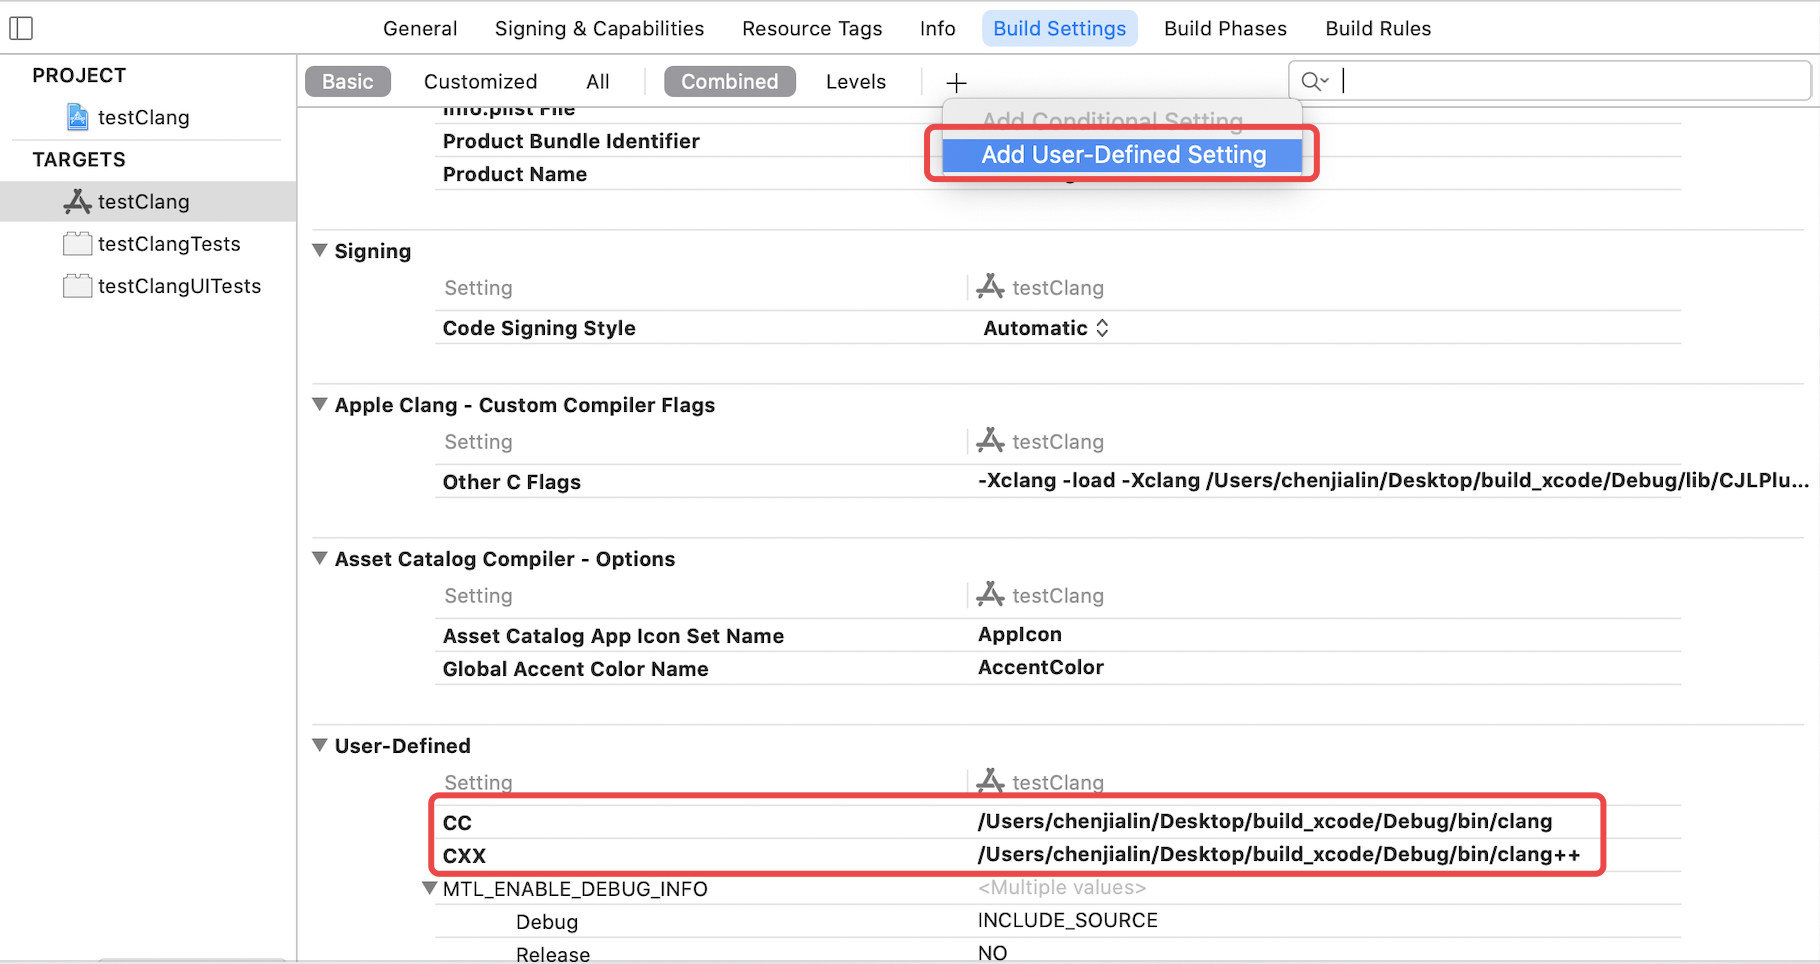 General Signing & Capabilities Resource Tags Info Build Settings Build Phases Build Rules
PROJECT
testClang
TARGETS
testClang
testClangTests
testClangUITests
Basic Customized All Combined Levels
Add Conditional Setting
Add User-Defined Setting
Info.plist File
Product Bundle Identifier
Product Name
Signing
Setting testClang
Code Signing Style Automatic
Apple Clang - Custom Compiler Flags
Setting testClang
Other C Flags -Xclang -load -Xclang /Users/chenjialin/Desktop/build_xcode/Debug/lib/CJLPlu...
Asset Catalog Compiler - Options
Setting testClang
Asset Catalog App Icon Set Name AppIcon
Global Accent Color Name AccentColor
User-Defined
Setting testClang
CC /Users/chenjialin/Desktop/build_xcode/Debug/bin/clang
CXX /Users/chenjialin/Desktop/build_xcode/Debug/bin/clang++
MTL_ENABLE_DEBUG_INFO <Multiple values>
Debug INCLUDE_SOURCE
Release NO